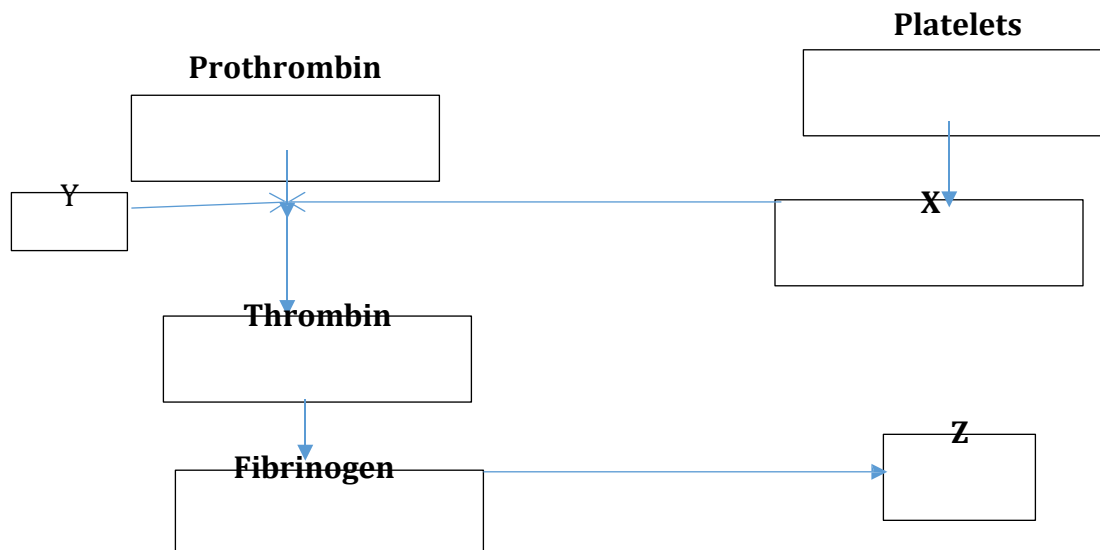 Platelets
Prothrombin
Y
X
Thrombin
Z
Fibrinogen